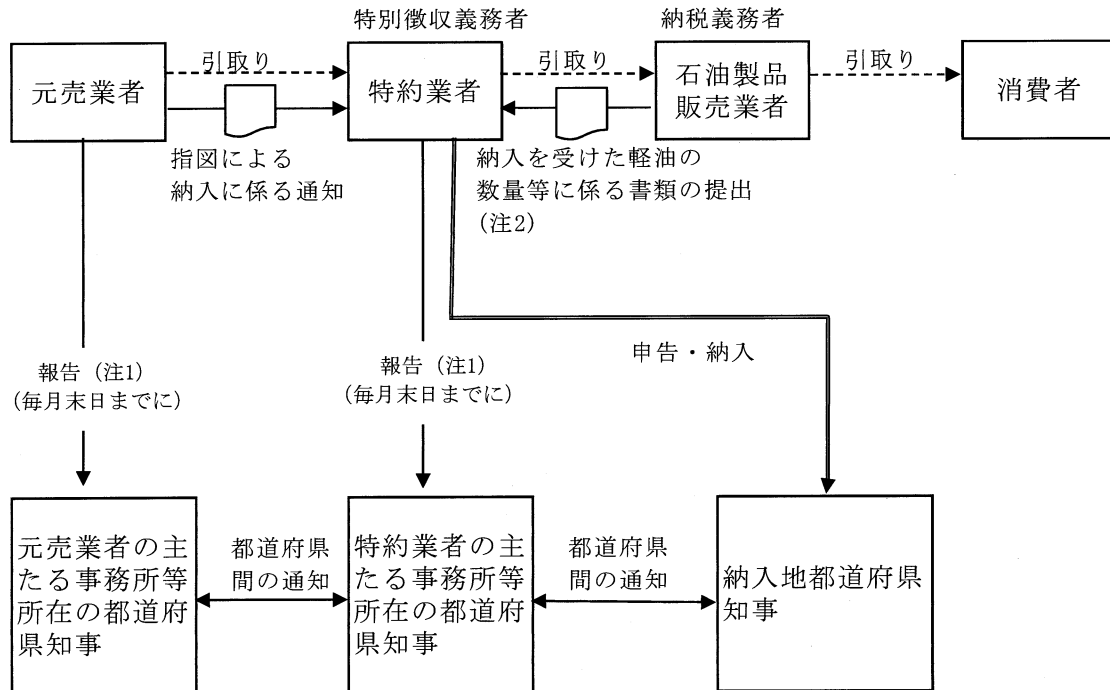 特別徴収義務者
納税義務者
元売業者
引取り
特約業者
引取り
石油製品
販売業者
引取り
消費者
指図による
納入に係る通知
納入を受けた軽油の
数量等に係る書類の提出
(注2)
申告・納入
報告(注1)
(毎月末日までに)
報告(注1)
(毎月末日までに)
元売業者の主
たる事務所等
所在の都道府
県知事
都道府県
間の通知
特約業者の主
たる事務所等
所在の都道府
県知事
都道府県
間の通知
納入地都道府県
知事